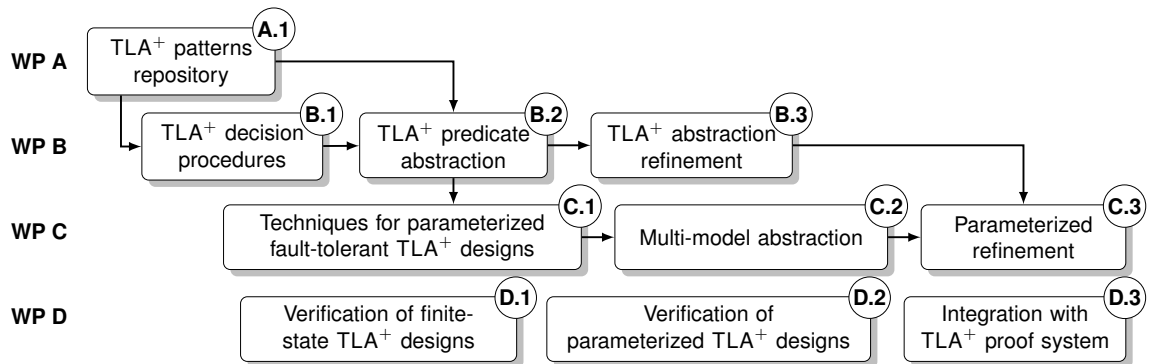 A.1
WP A
TLA+ patterns
repository
B.1
B.2
B.3
WP B
TLA+ decision
procedures
TLA+ predicate
abstraction
TLA+ abstraction
refinement
C.1
C.2
C.3
WP C
Techniques for parameterized
fault-tolerant TLA+ designs
Multi-model abstraction
Parameterized
refinement
D.1
D.2
D.3
WP D
Verification of finite-
state TLA+ designs
Verification of
parameterized TLA+ designs
Integration with
TLA+ proof system